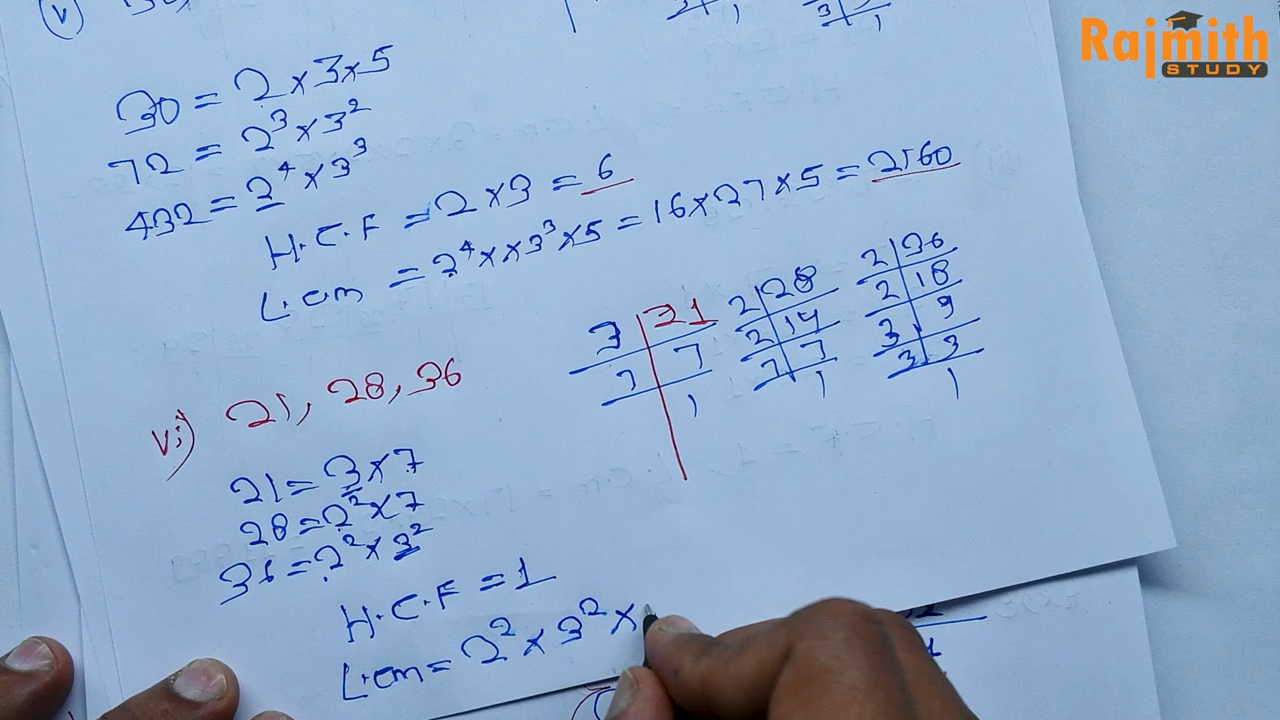 Rajmith
STUDY
(v)
30 = 2×3×5
72 = 2³×3²
432 = 2⁴×3³
H.C.F = 2×3 = 6
L.cm = 2⁴××3³×5 = 16×27×5 = 2160
vi) 21, 28, 36
3 | 21
7 | 7
1
2 | 28
2 | 14
7 | 7
1
2 | 36
2 | 18
3 | 9
3 | 3
1
21 = 3×7
28 = 2²×7
36 = 2²×3²
H.C.F = 1
L.cm = 2²×3²×